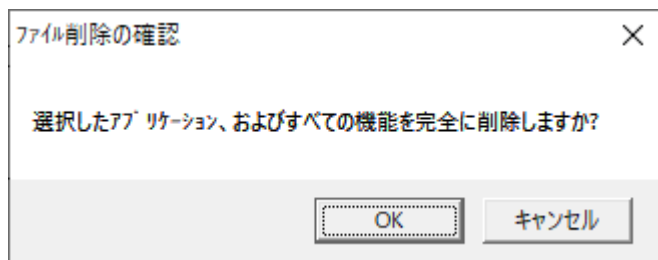 ﾌｧｲﾙ削除の確認
選択したｱﾌﾟﾘｹｰｼｮﾝ、およびすべての機能を完全に削除しますか?
OK
キャンセル